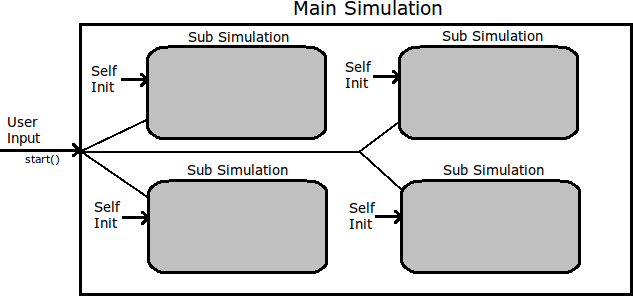 Main Simulation
Sub Simulation
Sub Simulation
Self
Init
Self
Init
User
Input
start()
Sub Simulation
Sub Simulation
Self
Init
Self
Init